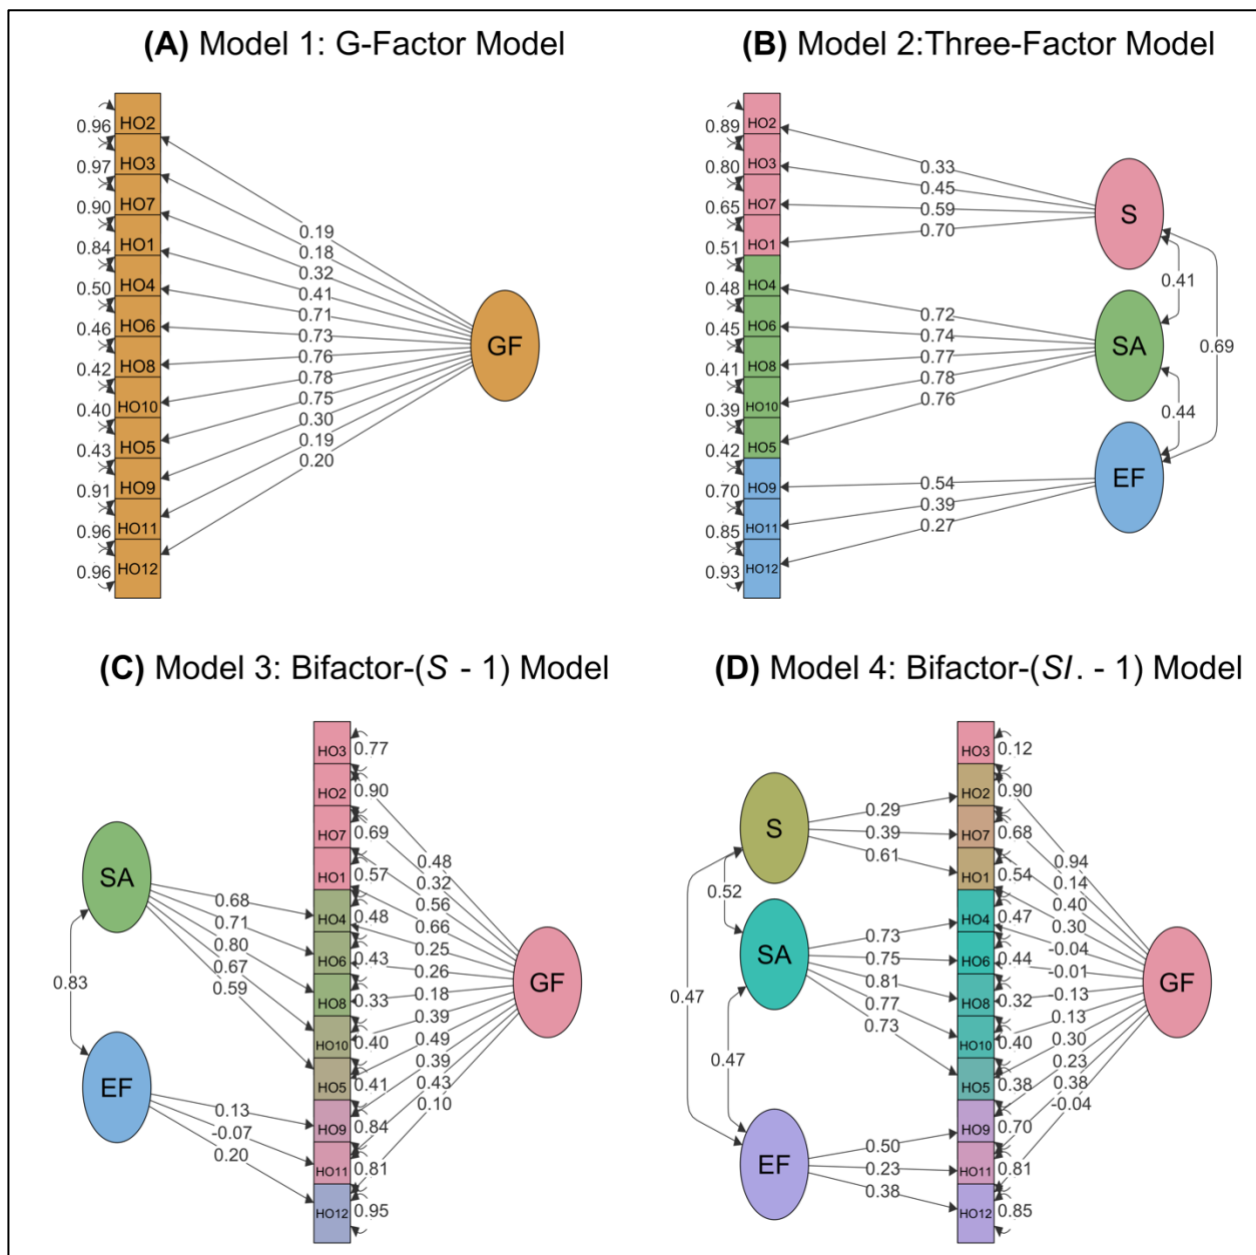 (A) Model 1: G-Factor Model
HO2
HO3
HO7
HO1
HO4
HO6
HO8
HO10
HO5
HO9
HO11
HO12
0.96
0.97
0.90
0.84
0.50
0.46
0.42
0.40
0.43
0.91
0.96
0.96
0.19
0.18
0.32
0.41
0.71
0.73
0.76
0.78
0.75
0.30
0.19
0.20
GF
(B) Model 2:Three-Factor Model
HO2
HO3
HO7
HO1
HO4
HO6
HO8
HO10
HO5
HO9
HO11
HO12
0.89
0.80
0.65
0.51
0.48
0.45
0.41
0.39
0.42
0.70
0.85
0.93
0.33
0.45
0.59
0.70
0.72
0.74
0.77
0.78
0.76
0.54
0.39
0.27
S
SA
EF
0.41
0.44
0.69
(C) Model 3: Bifactor-(S - 1) Model
SA
EF
0.83
0.68
0.71
0.80
0.67
0.59
0.13
-0.07
0.20
HO3
HO2
HO7
HO1
HO4
HO6
HO8
HO10
HO5
HO9
HO11
HO12
0.77
0.90
0.69
0.57
0.48
0.43
0.33
0.40
0.41
0.84
0.81
0.95
0.48
0.32
0.56
0.66
0.25
0.26
0.18
0.39
0.49
0.39
0.43
0.10
GF
(D) Model 4: Bifactor-(SI. - 1) Model
S
SA
EF
0.52
0.47
0.47
0.29
0.39
0.61
0.73
0.75
0.81
0.77
0.73
0.50
0.23
0.38
HO3
HO2
HO7
HO1
HO4
HO6
HO8
HO10
HO5
HO9
HO11
HO12
0.12
0.90
0.68
0.54
0.47
0.44
0.32
0.40
0.38
0.70
0.81
0.85
0.94
0.14
0.40
0.30
-0.04
-0.01
-0.13
0.13
0.30
0.23
0.38
-0.04
GF